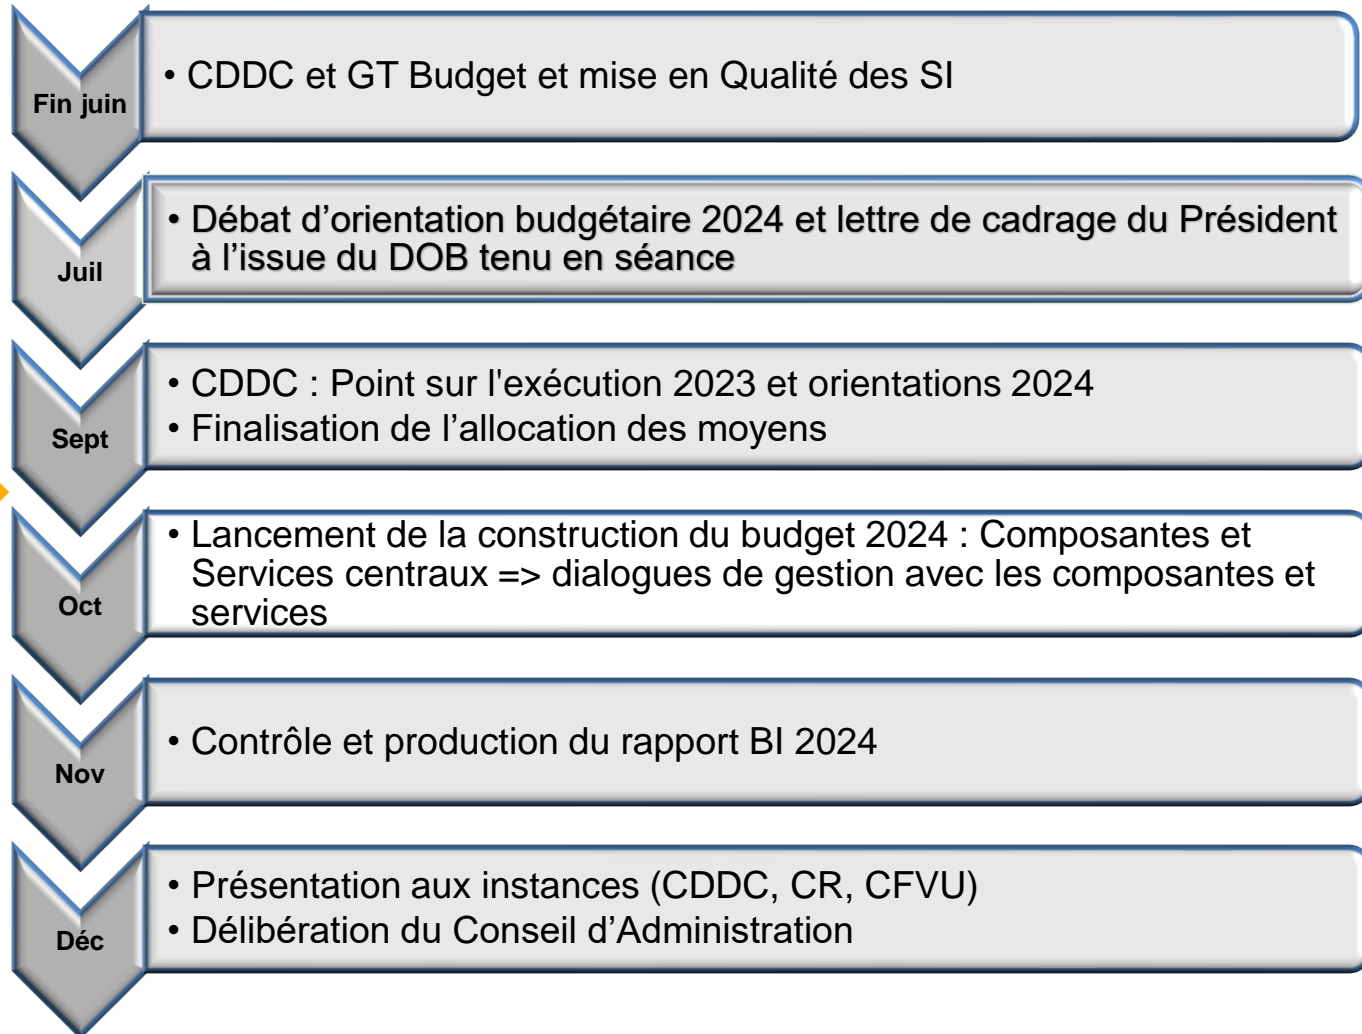 Fin juin
• CDDC et GT Budget et mise en Qualité des SI
Juil
• Débat d’orientation budgétaire 2024 et lettre de cadrage du Président
à l’issue du DOB tenu en séance
Sept
• CDDC : Point sur l'exécution 2023 et orientations 2024
• Finalisation de l’allocation des moyens
Oct
• Lancement de la construction du budget 2024 : Composantes et
Services centraux => dialogues de gestion avec les composantes et
services
Nov
• Contrôle et production du rapport BI 2024
Déc
• Présentation aux instances (CDDC, CR, CFVU)
• Délibération du Conseil d’Administration